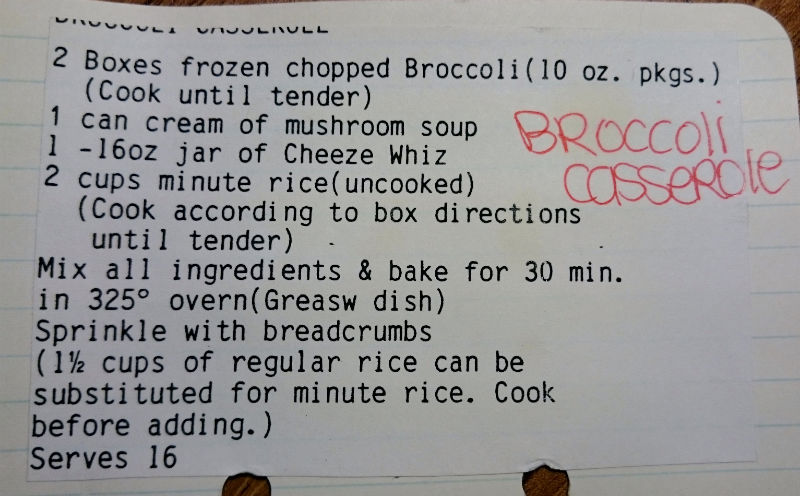 BROCCOLI CASSEROLE
2 Boxes frozen chopped Broccoli(10 oz. pkgs.)
(Cook until tender)
1 can cream of mushroom soup
1 -16oz jar of Cheeze Whiz
2 cups minute rice(uncooked)
(Cook according to box directions
until tender)
BROCCOLi
CASSEROLE
Mix all ingredients & bake for 30 min.
in 325° overn(Greasw dish)
Sprinkle with breadcrumbs
(1½ cups of regular rice can be
substituted for minute rice. Cook
before adding.)
Serves 16